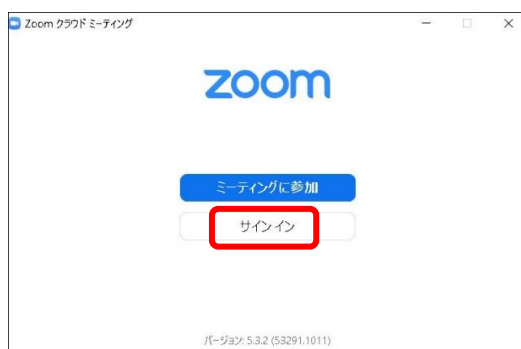 Zoom クラウド ミーティング
zoom
ミーティングに参加
サイン イン
バージョン: 5.3.2 (53291.1011)